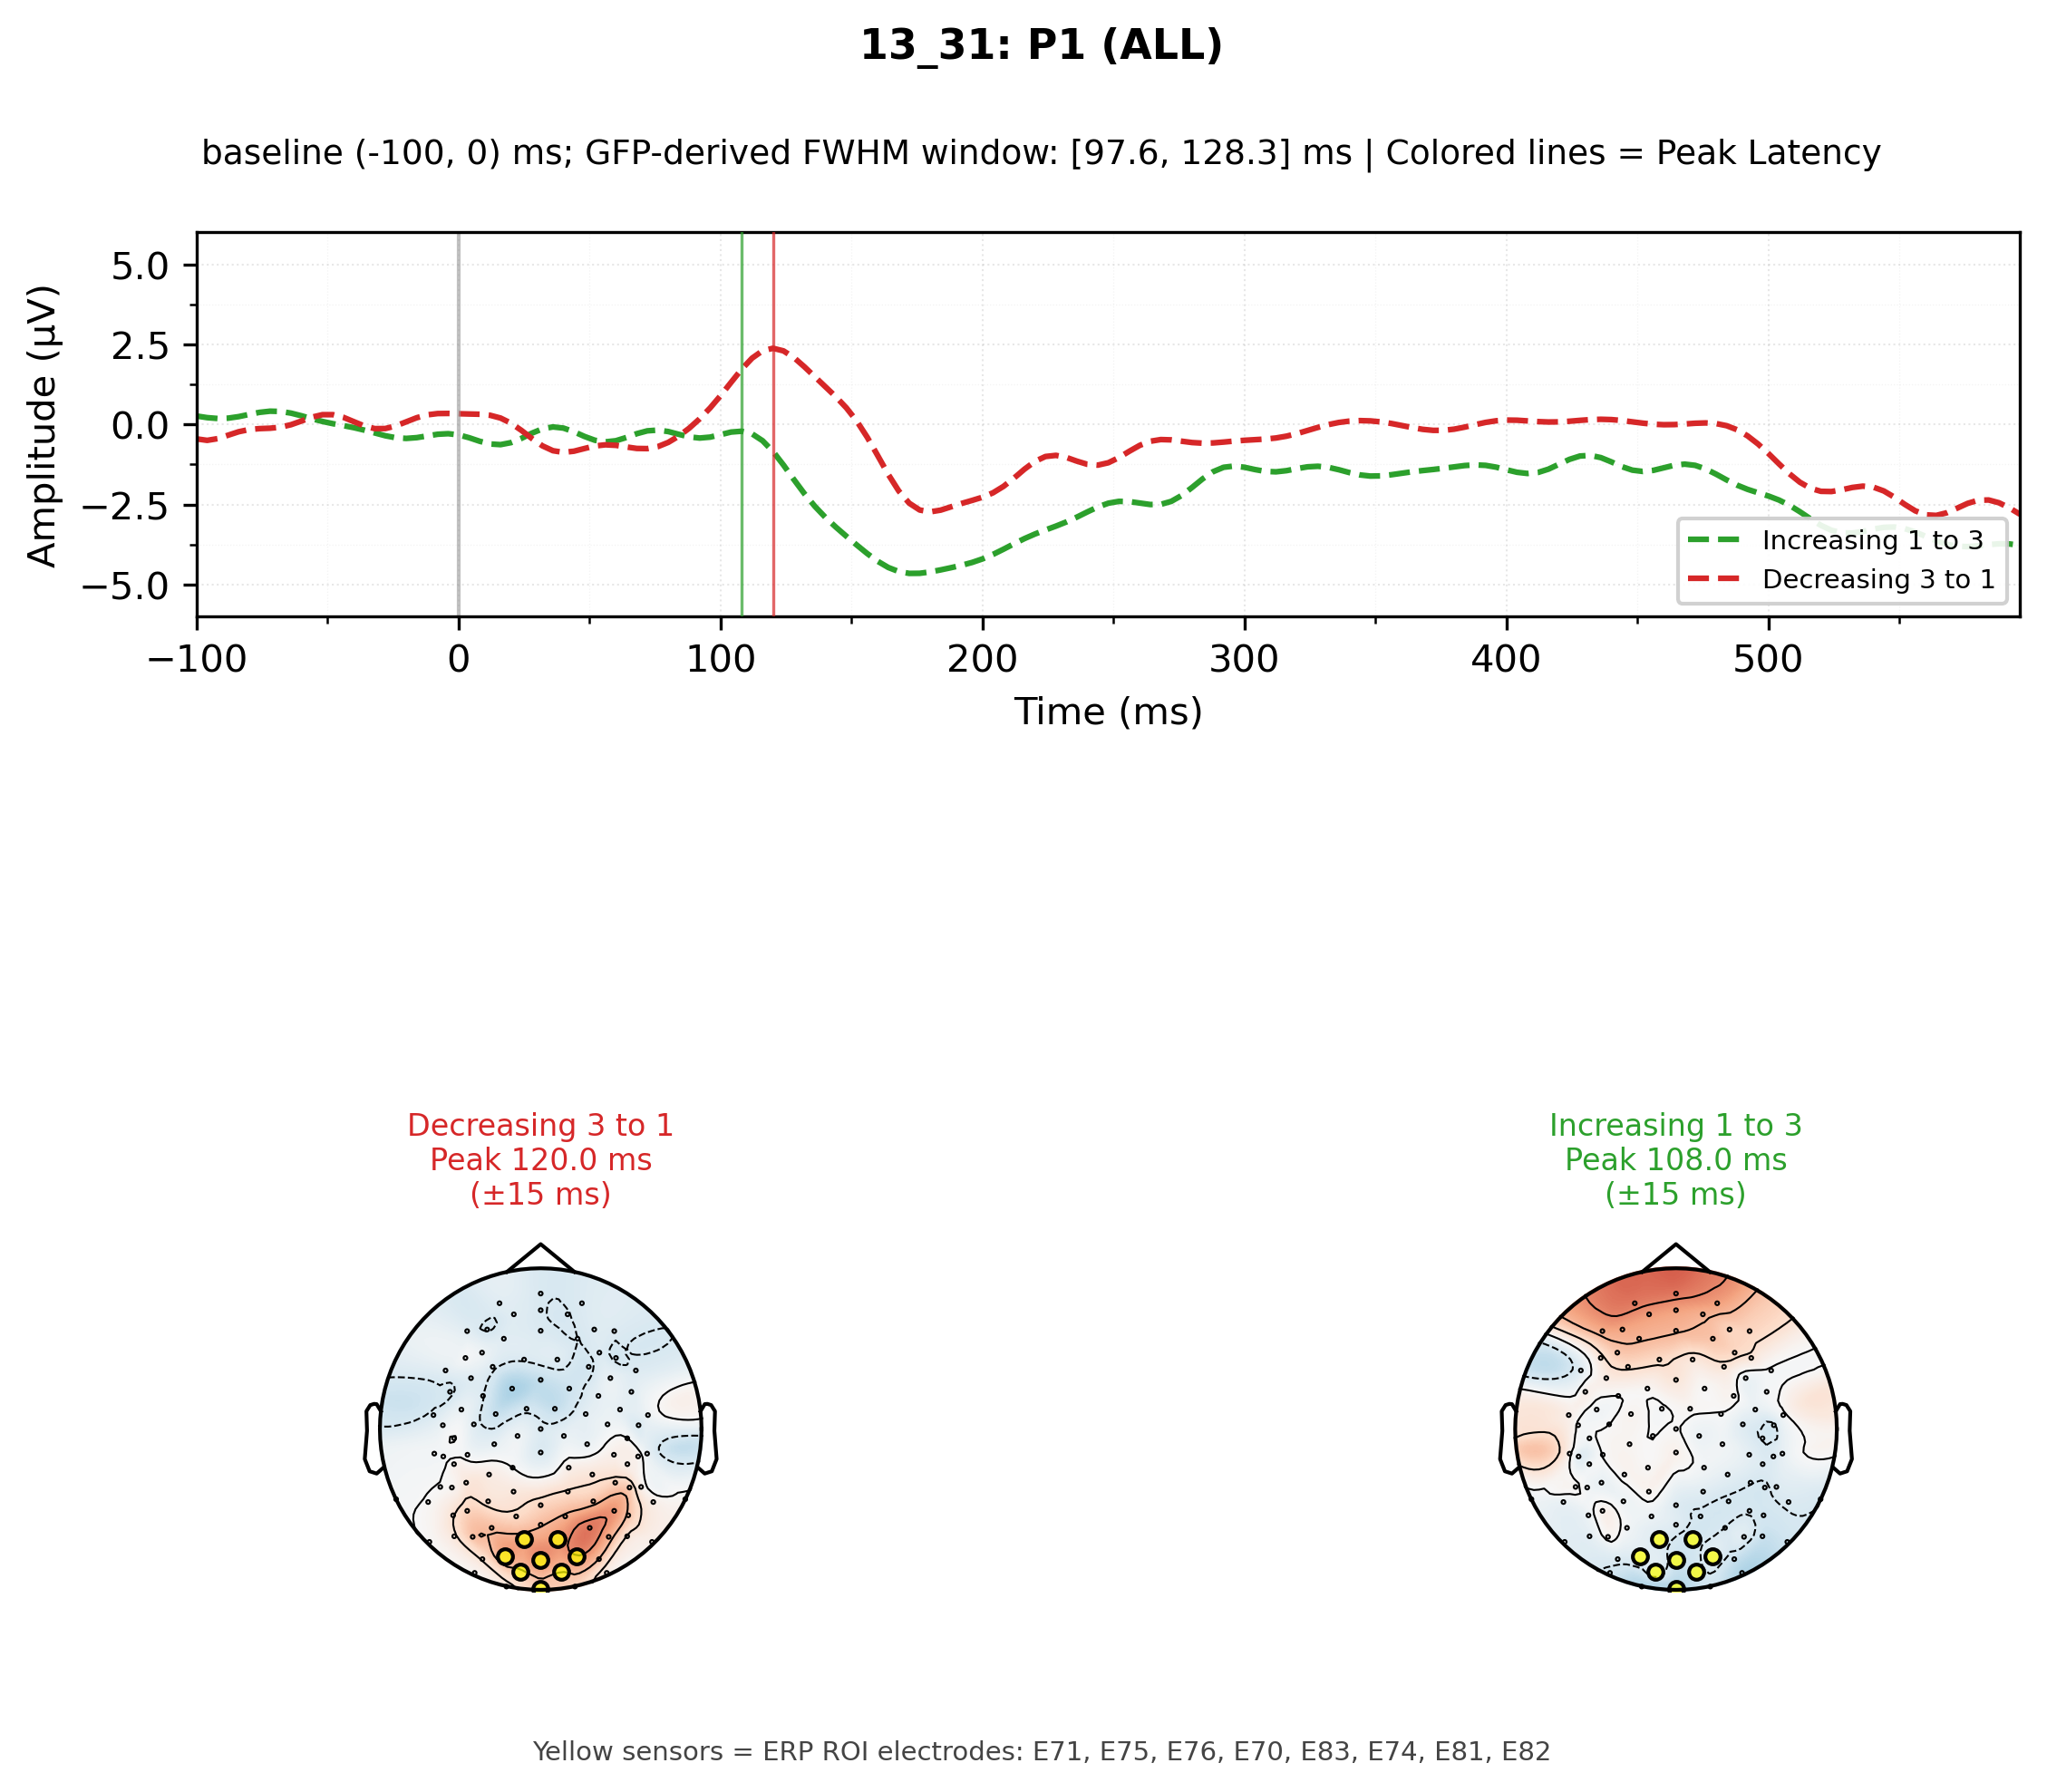 13_31: P1 (ALL)
baseline (-100, 0) ms; GFP-derived FWHM window: [97.6, 128.3] ms | Colored lines = Peak Latency
Amplitude (µV)
5.0
2.5
0.0
−2.5
−5.0
−100
0
100
200
300
400
500
Time (ms)
Increasing 1 to 3
Decreasing 3 to 1
Decreasing 3 to 1
Peak 120.0 ms
(±15 ms)
Increasing 1 to 3
Peak 108.0 ms
(±15 ms)
Yellow sensors = ERP ROI electrodes: E71, E75, E76, E70, E83, E74, E81, E82